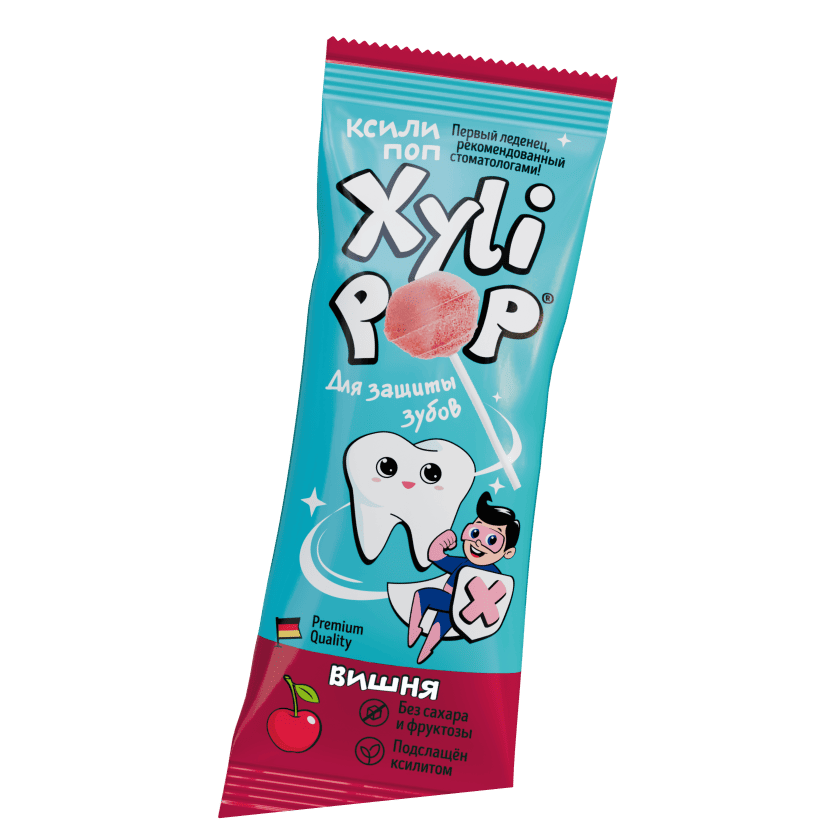 ксили
поп
Первый леденец,
рекомендованный
стоматологами!
Xyli
POP®
Для защиты
зубов
X
Premium
Quality
вишня
Без сахара
и фруктозы
Подслащён
ксилитом